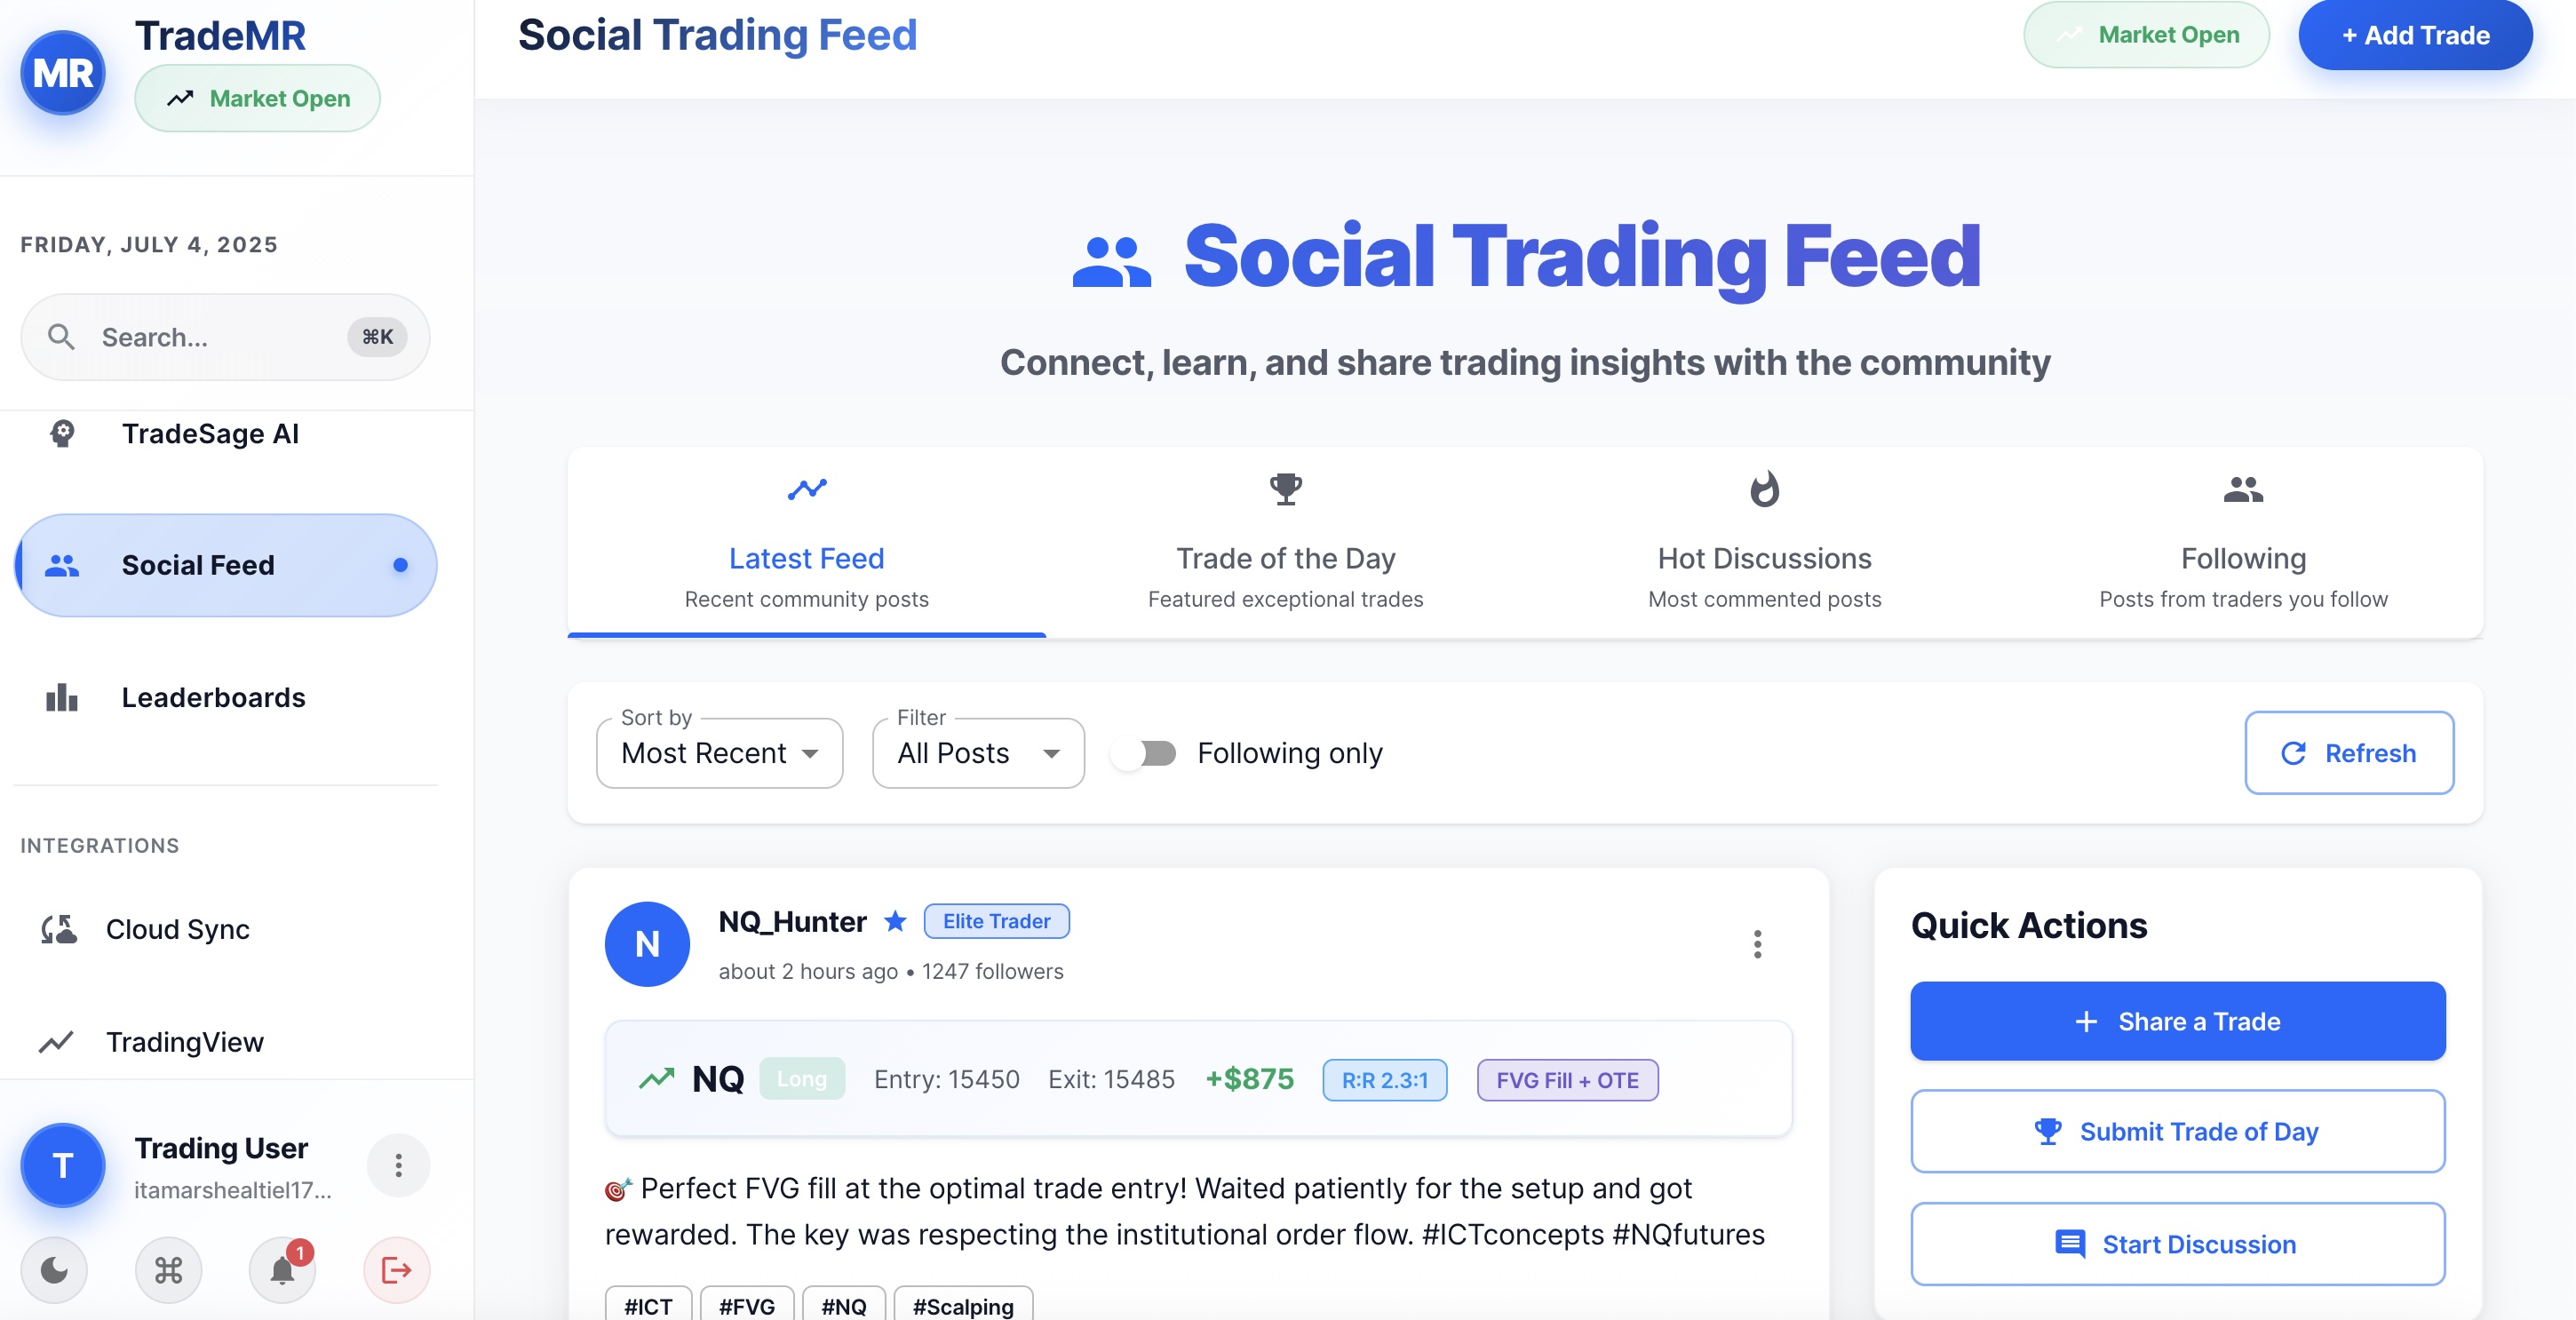 MR
TradeMR
Market Open
FRIDAY, JULY 4, 2025
Search...
⌘K
TradeSage AI
Social Feed
Leaderboards
INTEGRATIONS
Cloud Sync
TradingView
T
Trading User
itamarshealtiel17...
1
Social Trading Feed
Market Open
+ Add Trade
Social Trading Feed
Connect, learn, and share trading insights with the community
Latest Feed
Recent community posts
Trade of the Day
Featured exceptional trades
Hot Discussions
Most commented posts
Following
Posts from traders you follow
Sort by
Most Recent
Filter
All Posts
Following only
Refresh
N
NQ_Hunter
Elite Trader
about 2 hours ago • 1247 followers
NQ Long Entry: 15450 Exit: 15485 +$875 R:R 2.3:1 FVG Fill + OTE
🎯 Perfect FVG fill at the optimal trade entry! Waited patiently for the setup and got
rewarded. The key was respecting the institutional order flow. #ICTconcepts #NQfutures
#ICT #FVG #NQ #Scalping
Quick Actions
+ Share a Trade
Submit Trade of Day
Start Discussion